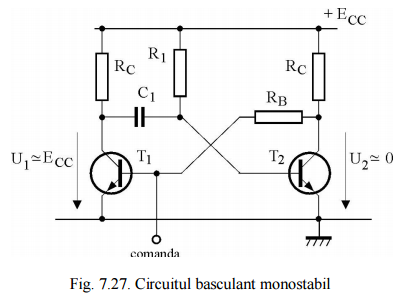 + E_CC
R_C
R_1
R_C
C_1
R_B
U_1≃E_CC
T_1
T_2
U_2≃ 0
comanda
Fig. 7.27. Circuitul basculant monostabil